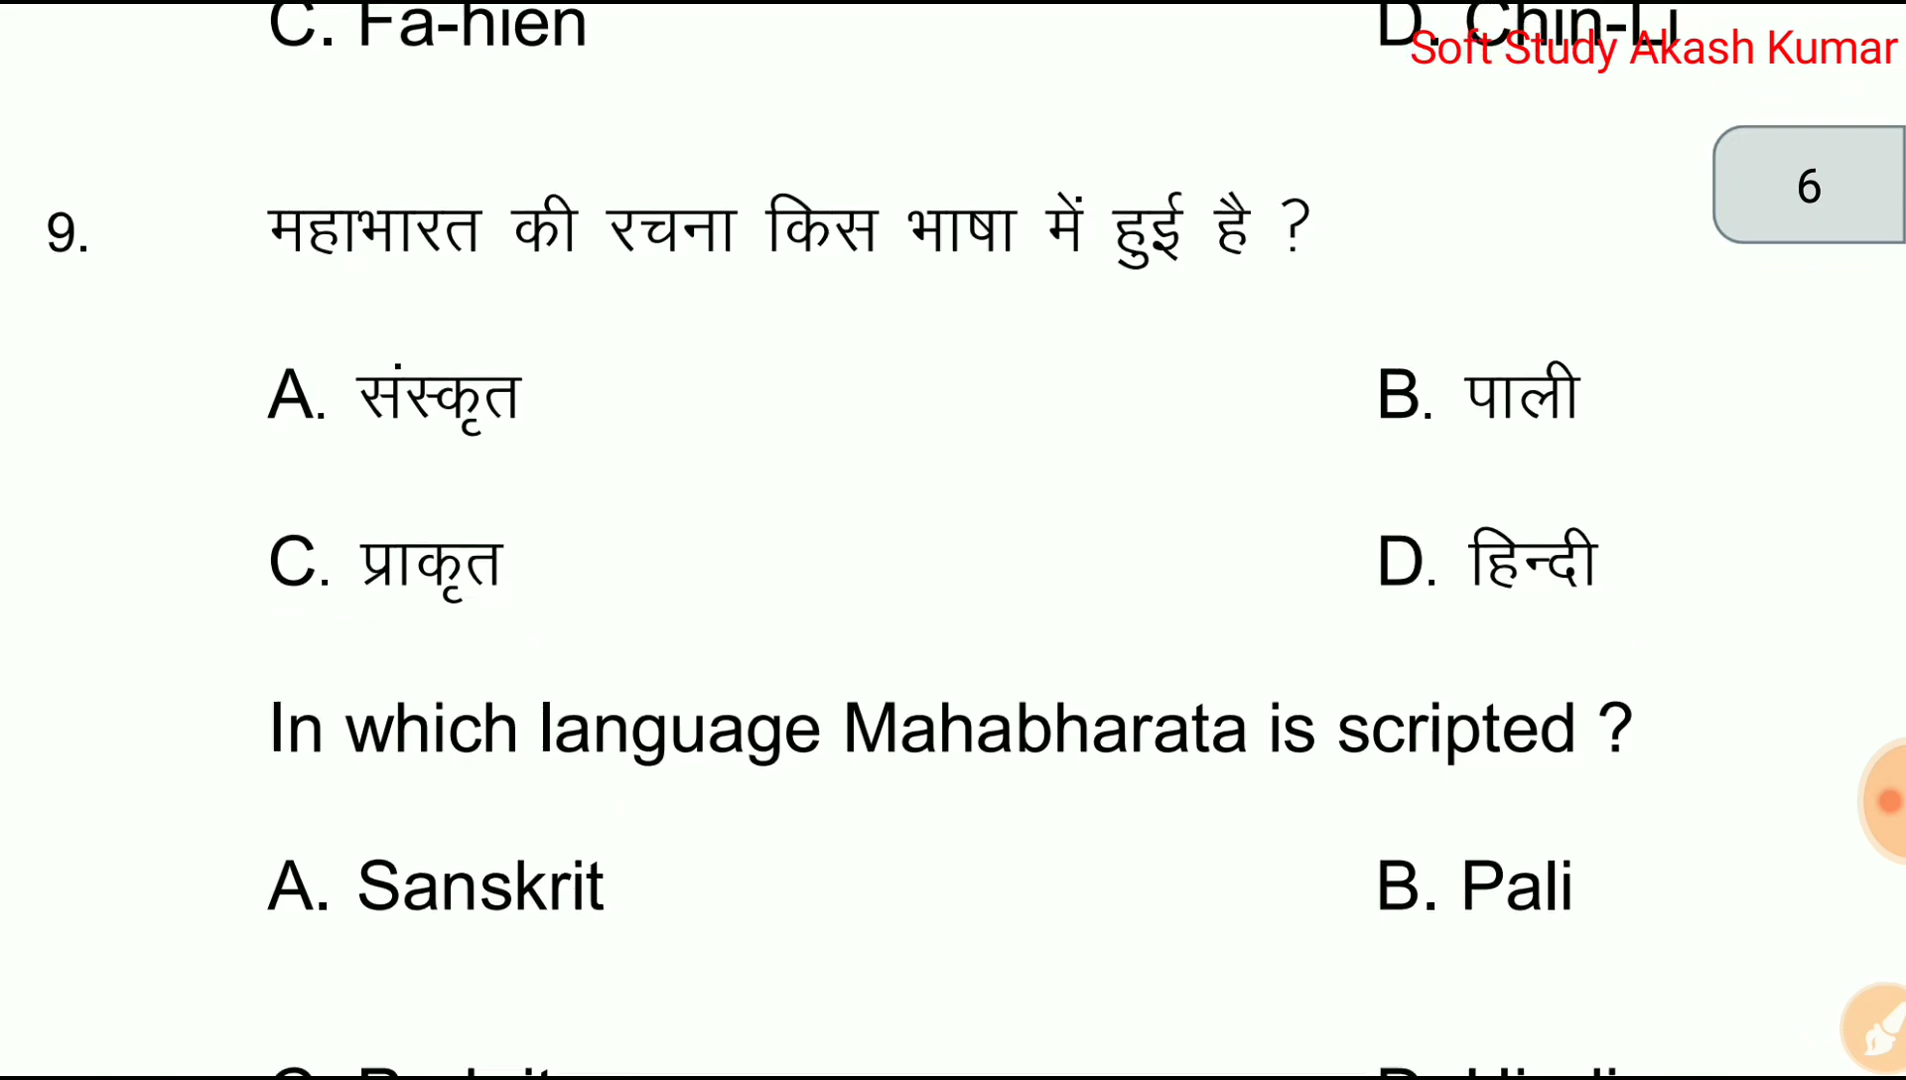 C. Fa-hien D. Chin-Li
Soft Study Akash Kumar
6
9. महाभारत की रचना किस भाषा में हुई है ?
A. संस्कृत B. पाली
C. प्राकृत D. हिन्दी
In which language Mahabharata is scripted ?
A. Sanskrit B. Pali